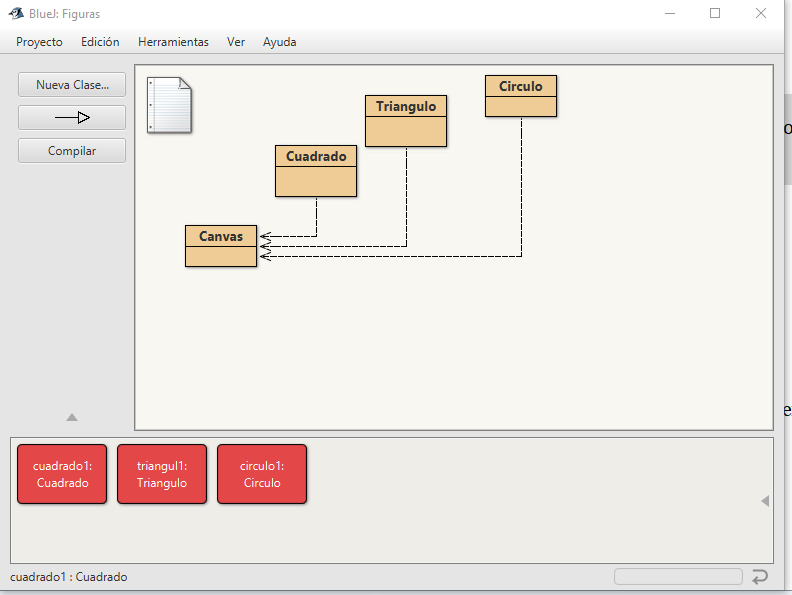 BlueJ: Figuras
Proyecto Edición Herramientas Ver Ayuda
Nueva Clase...
Compilar
Circulo
Triangulo
Cuadrado
Canvas
cuadrado1:
Cuadrado
triangul1:
Triangulo
circulo1:
Circulo
cuadrado1 : Cuadrado
o
e